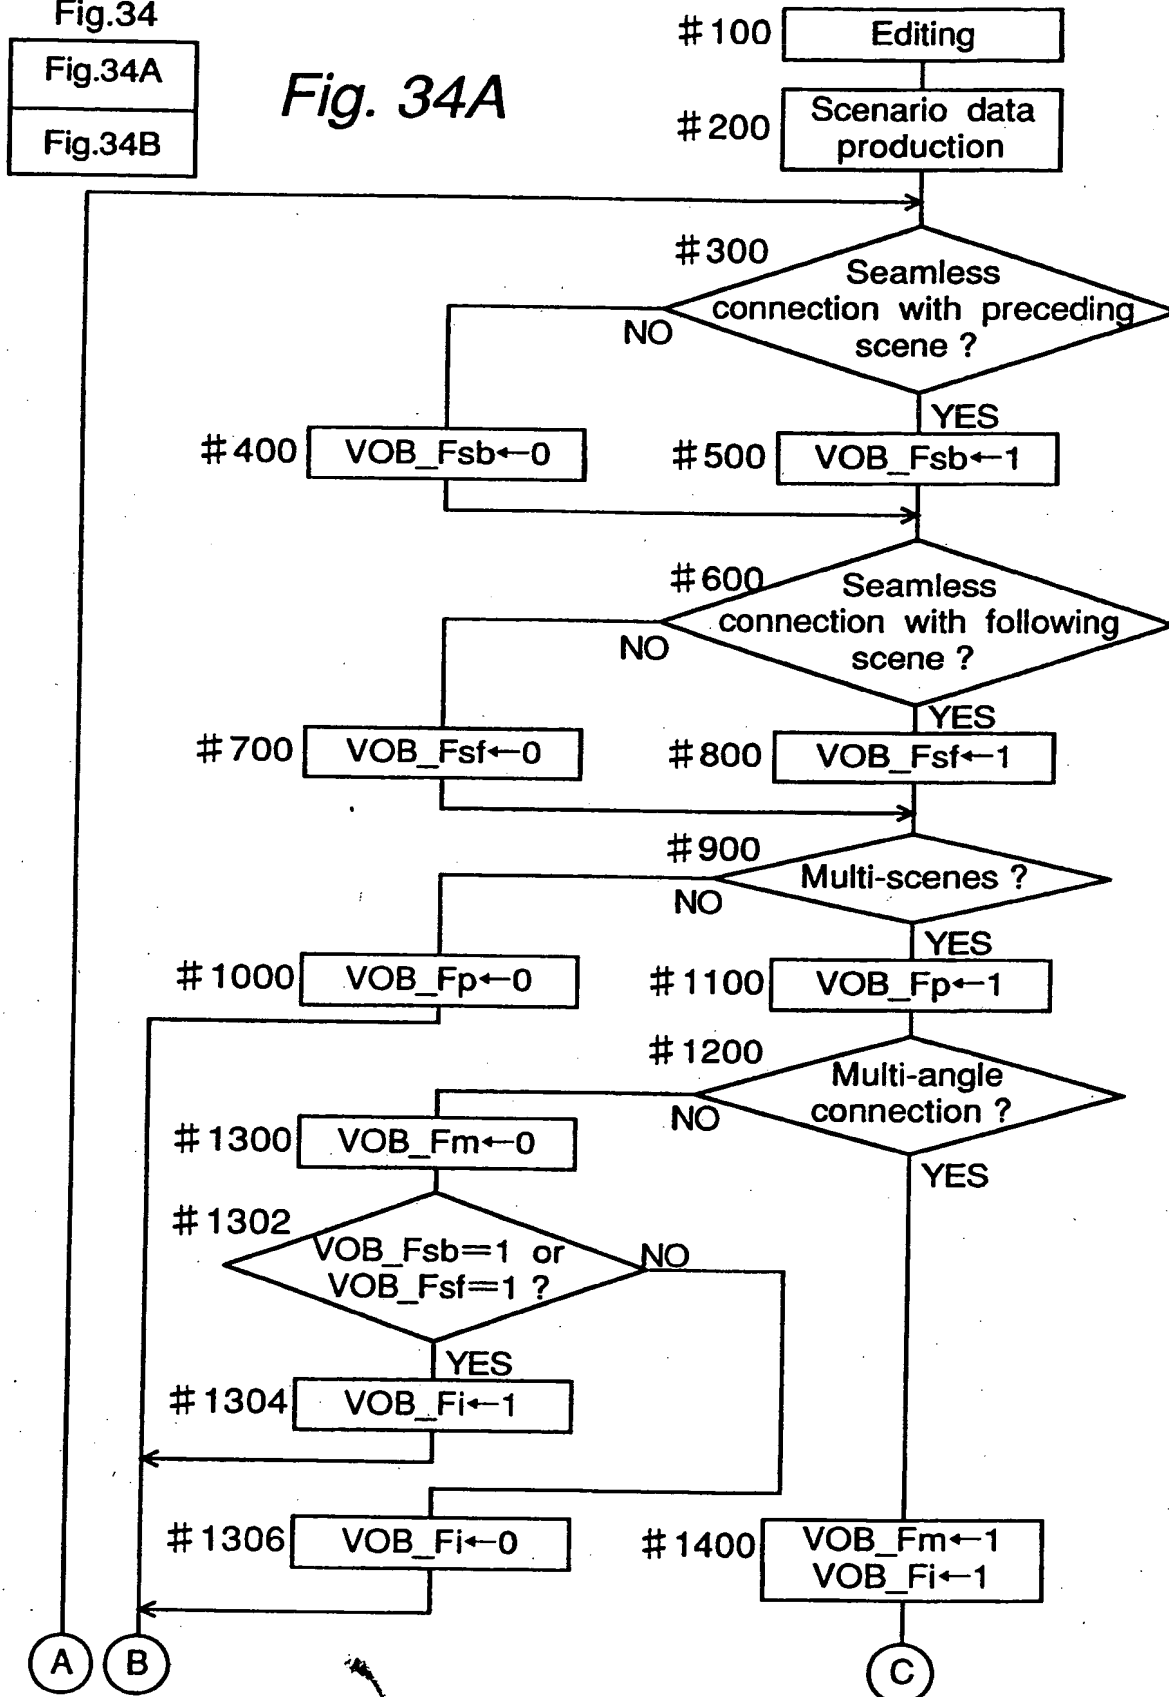 Fig.34
Fig.34A
Fig.34B
Fig. 34A
#100
Editing
#200
Scenario data
production
#300
Seamless
connection with preceding
scene ?
NO
YES
#400
VOB_Fsb←0
#500
VOB_Fsb←1
#600
Seamless
connection with following
scene ?
NO
YES
#700
VOB_Fsf←0
#800
VOB_Fsf←1
#900
Multi-scenes ?
NO
YES
#1000
VOB_Fp←0
#1100
VOB_Fp←1
#1200
Multi-angle
connection ?
NO
YES
#1300
VOB_Fm←0
#1302
VOB_Fsb=1 or
VOB_Fsf=1 ?
NO
YES
#1304
VOB_Fi←1
#1306
VOB_Fi←0
#1400
VOB_Fm←1
VOB_Fi←1
A
B
C